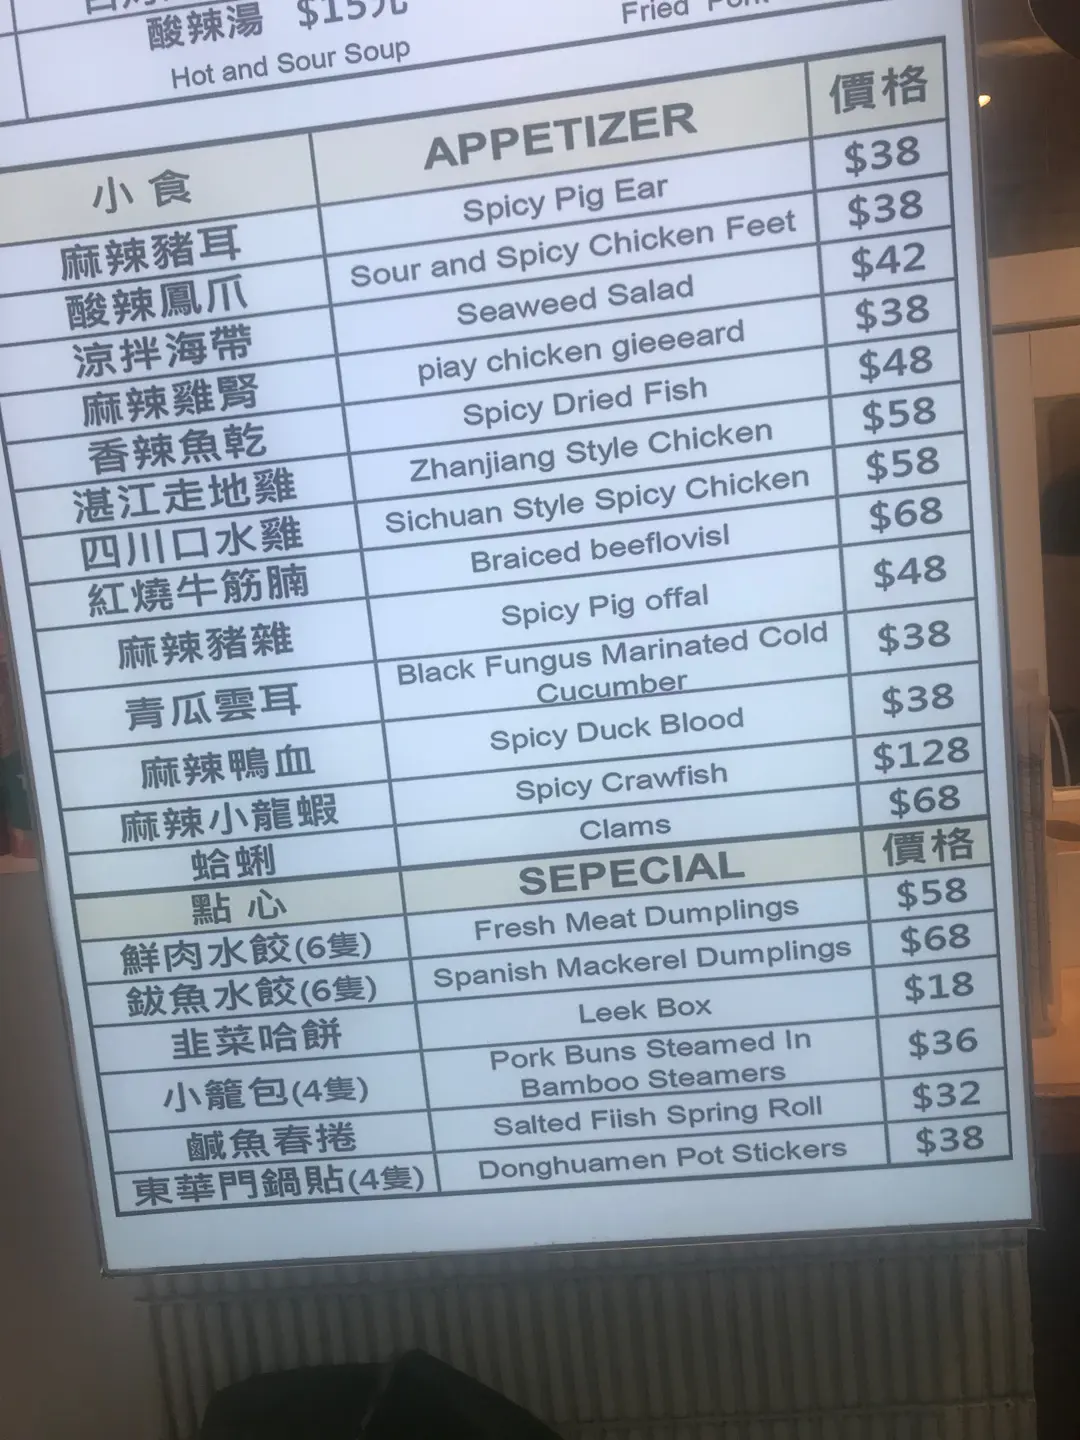 酸辣湯 $15元
Hot and Sour Soup
Fried
小食 APPETIZER 價格
麻辣豬耳 Spicy Pig Ear $38
酸辣鳳爪 Sour and Spicy Chicken Feet $38
涼拌海帶 Seaweed Salad $42
麻辣雞腎 piay chicken gieeeard $38
香辣魚乾 Spicy Dried Fish $48
湛江走地雞 Zhanjiang Style Chicken $58
四川口水雞 Sichuan Style Spicy Chicken $58
紅燒牛筋腩 Braiced beeflovisl $68
麻辣豬雜 Spicy Pig offal $48
青瓜雲耳 Black Fungus Marinated Cold Cucumber $38
麻辣鴨血 Spicy Duck Blood $38
麻辣小龍蝦 Spicy Crawfish $128
蛤蜊 Clams $68
點心 SEPECIAL 價格
鮮肉水餃(6隻) Fresh Meat Dumplings $58
鈸魚水餃(6隻) Spanish Mackerel Dumplings $68
韭菜哈餅 Leek Box $18
小籠包(4隻) Pork Buns Steamed In Bamboo Steamers $36
鹹魚春捲 Salted Fiish Spring Roll $32
東華門鍋貼(4隻) Donghuamen Pot Stickers $38